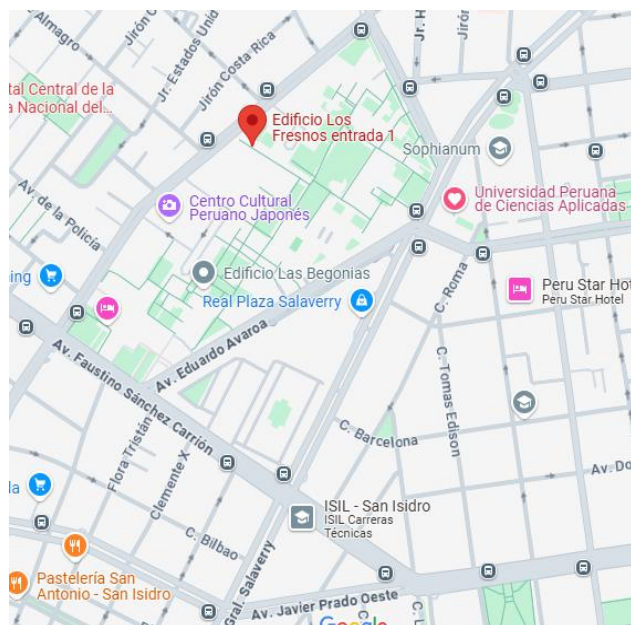 Almagro
Jirón
Jr. Estados Unid
Jirón Costa Rica
Jr. H
tal Central de la
a Nacional del...
Edificio Los
Fresnos entrada 1
Sophianum
Av. de la Policía
Centro Cultural
Peruano Japonés
Universidad Peruana
de Ciencias Aplicadas
ing
Edificio Las Begonias
Real Plaza Salaverry
C. Roma
Peru Star Hot
Peru Star Hotel
Av. Eduardo Avaroa
Av. Faustino Sánchez Carrión
C. Tomas Edison
Flora Tristán
Clemente X
C. Barcelona
Av. Do
la
ISIL - San Isidro
ISIL Carreras
Técnicas
C. Bilbao
Pastelería San
Antonio - San Isidro
Gral. Salaverry
Av. Javier Prado Oeste
C. L
Google